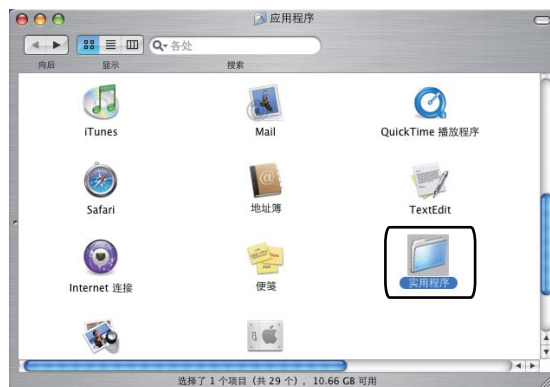 应用程序
各处
向后 显示 搜索
iTunes Mail QuickTime 播放程序
Safari 地址簿 TextEdit
Internet 连接 便笺 实用程序
选择了 1 个项目（共 29 个）, 10.66 GB 可用